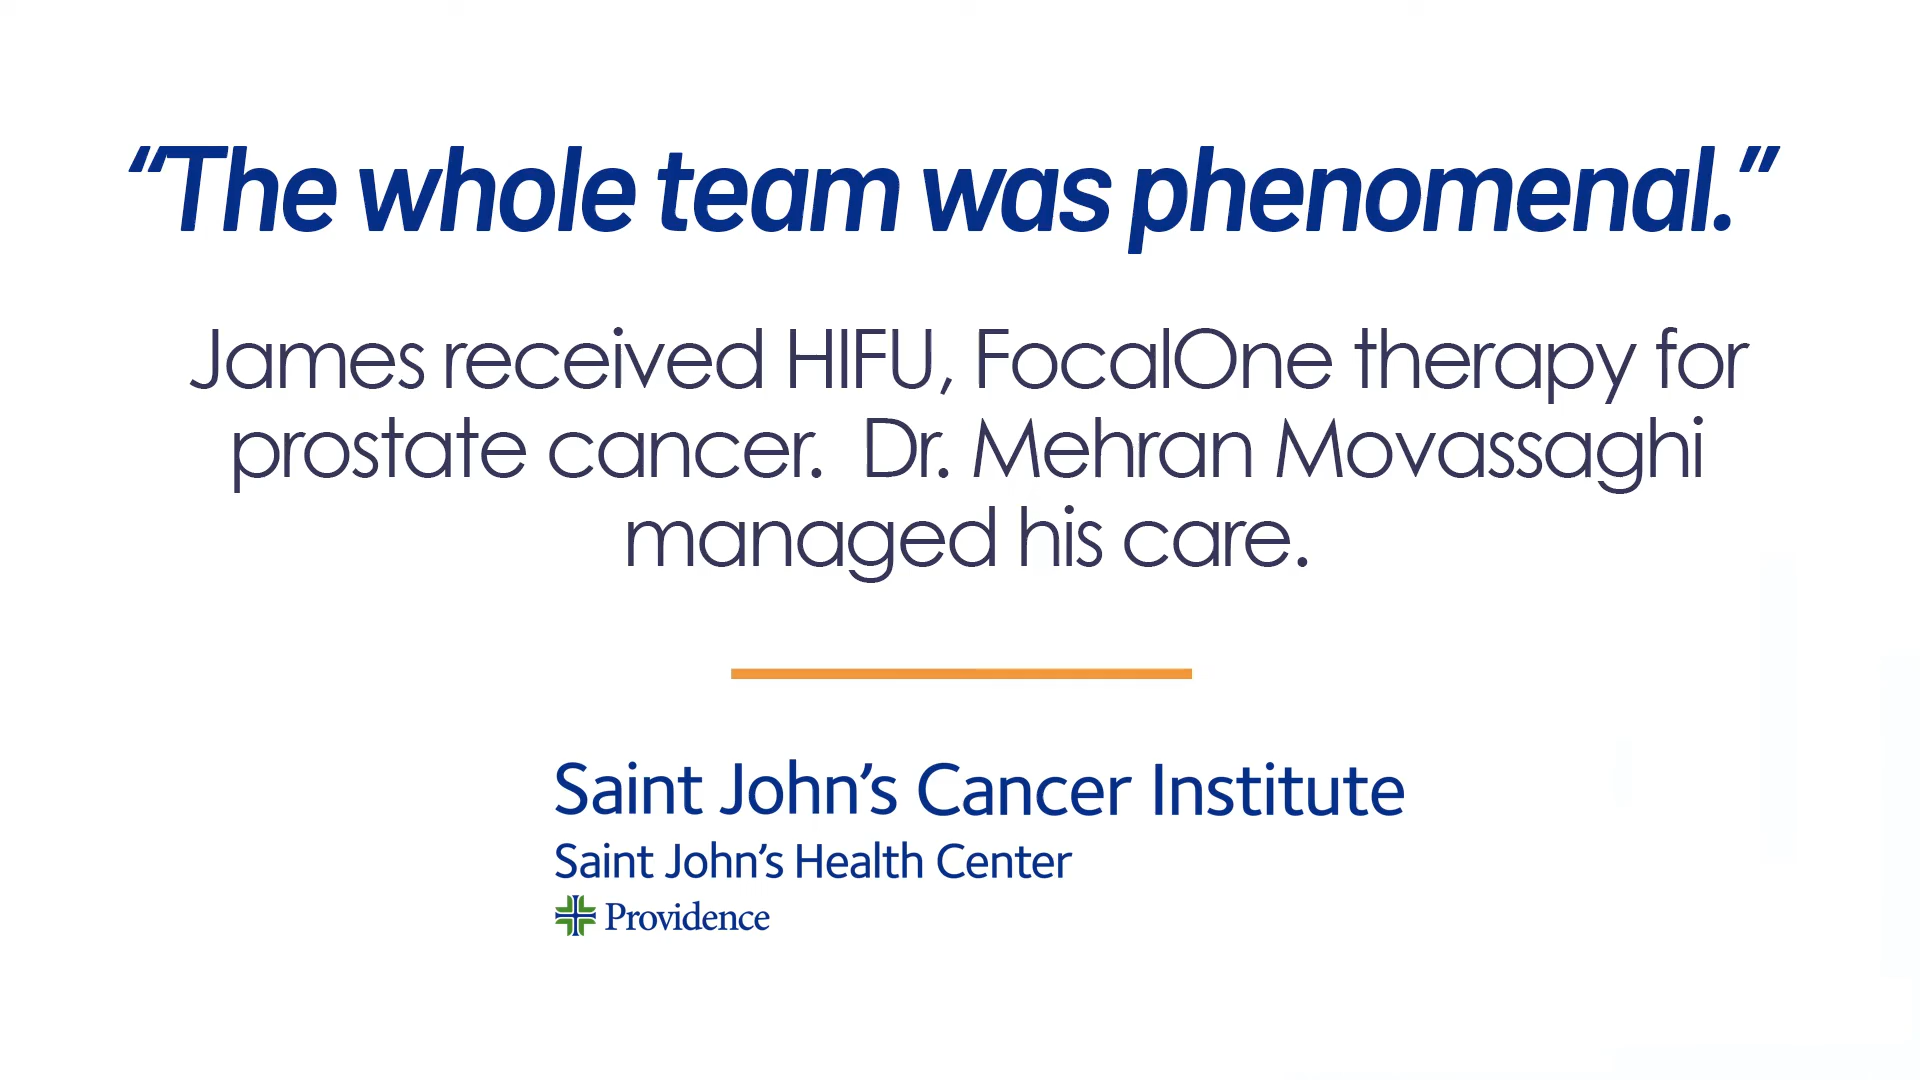 “The whole team was phenomenal.”
James received HIFU, FocalOne therapy for
prostate cancer.  Dr. Mehran Movassaghi
managed his care.
Saint John’s Cancer Institute
Saint John’s Health Center
Providence